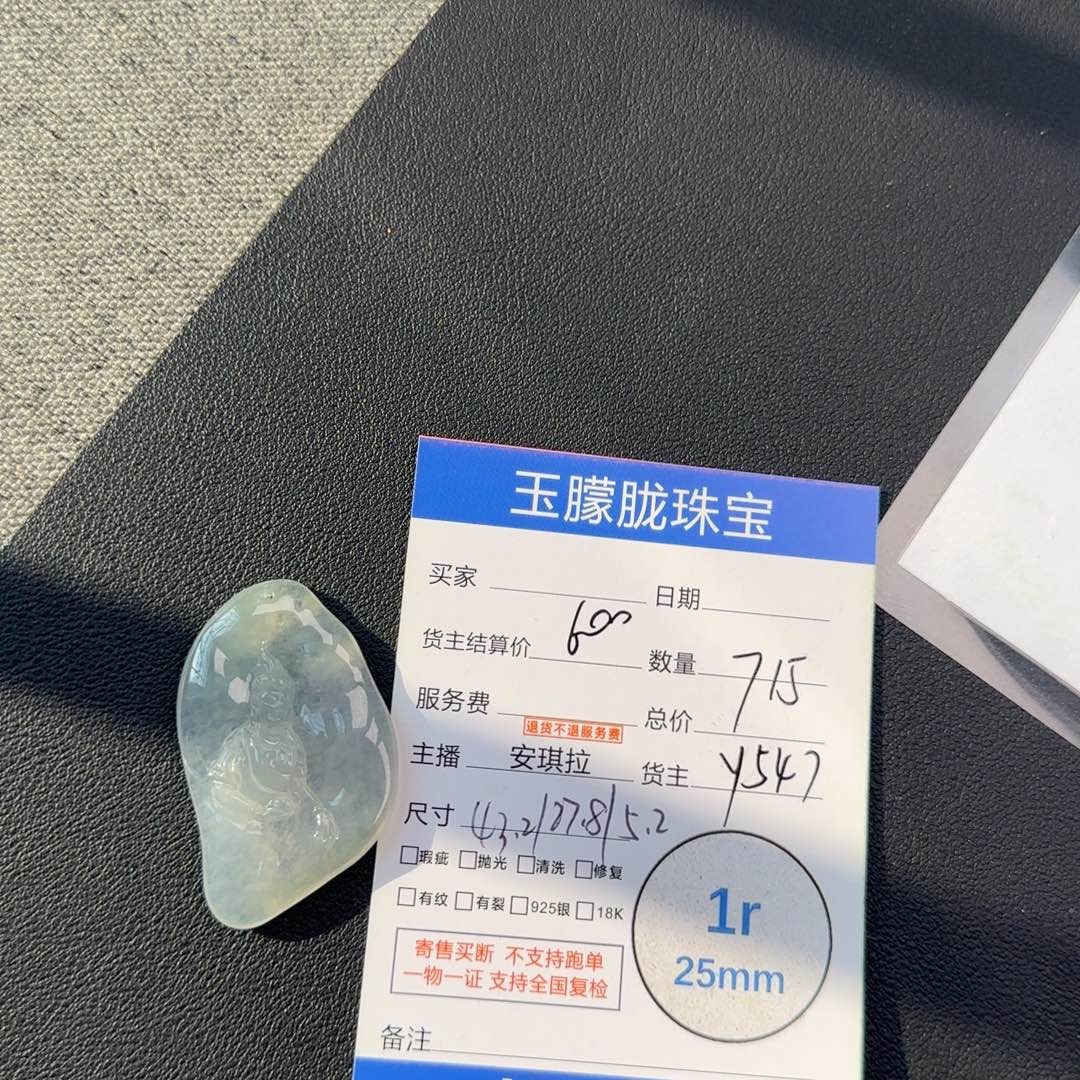 玉朦胧珠宝
买家 日期
货主结算价 600 数量 715
服务费 总价
退货不退服务费
主播 安琪拉 货主 y547
尺寸 43.2/27.8/5.2
瑕疵 抛光 清洗 修复
有纹 有裂 925银 18K
1r
25mm
寄售买断 不支持跑单
一物一证 支持全国复检
备注